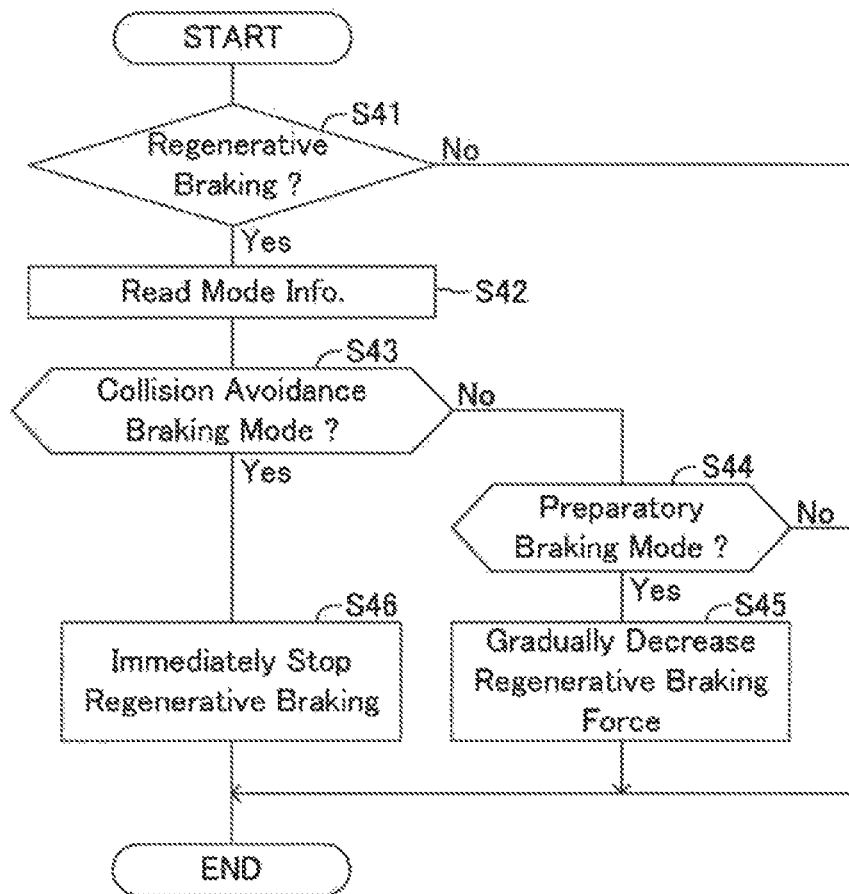 START
S41
Regenerative
Braking ?
No
Yes
Read Mode Info.
S42
S43
Collision Avoidance
Braking Mode ?
No
Yes
S44
Preparatory
Braking Mode ?
No
Yes
S46
Immediately Stop
Regenerative Braking
S45
Gradually Decrease
Regenerative Braking
Force
END